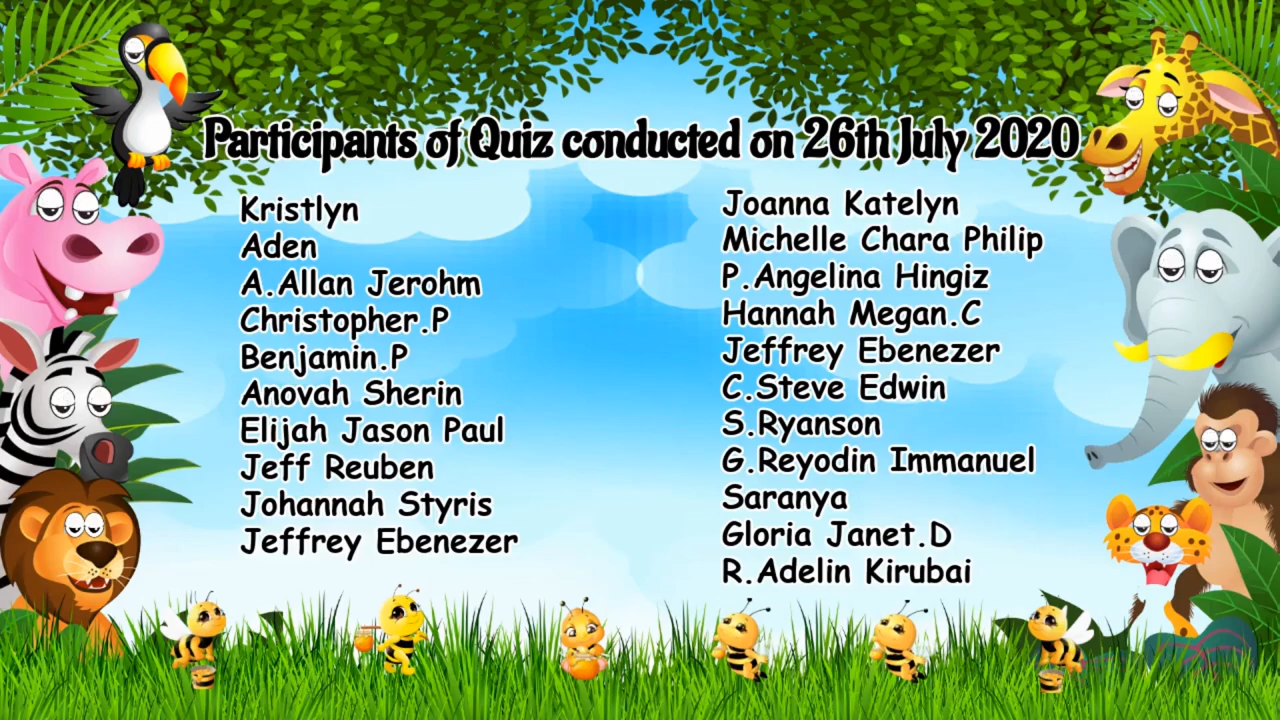 Participants of Quiz conducted on 26th July 2020
Kristlyn
Aden
A.Allan Jerohm
Christopher.P
Benjamin.P
Anovah Sherin
Elijah Jason Paul
Jeff Reuben
Johannah Styris
Jeffrey Ebenezer
Joanna Katelyn
Michelle Chara Philip
P.Angelina Hingiz
Hannah Megan.C
Jeffrey Ebenezer
C.Steve Edwin
S.Ryanson
G.Reyodin Immanuel
Saranya
Gloria Janet.D
R.Adelin Kirubai